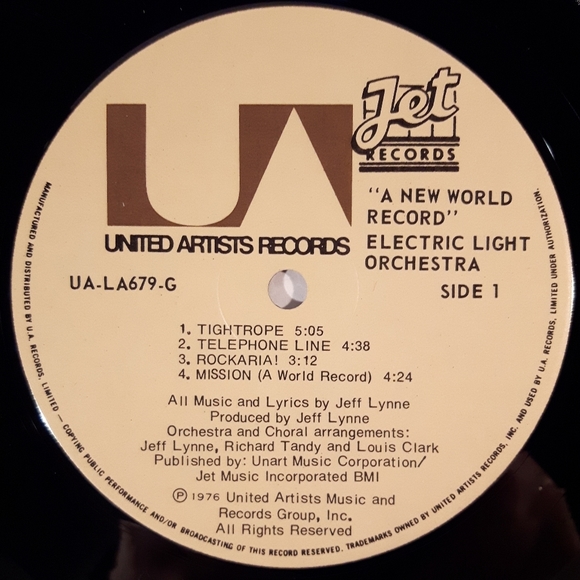 Jet
RECORDS
UA
UNITED ARTISTS RECORDS
"A NEW WORLD
RECORD"
ELECTRIC LIGHT
ORCHESTRA
UA-LA679-G
SIDE 1
1. TIGHTROPE 5:05
2. TELEPHONE LINE 4:38
3. ROCKARIA! 3:12
4. MISSION (A World Record) 4:24
All Music and Lyrics by Jeff Lynne
Produced by Jeff Lynne
Orchestra and Choral arrangements:
Jeff Lynne, Richard Tandy and Louis Clark
Published by: Unart Music Corporation/
Jet Music Incorporated BMI
Ⓟ 1976 United Artists Music and
Records Group, Inc.
All Rights Reserved
MANUFACTURED AND DISTRIBUTED BY U.A. RECORDS, LIMITED — COPYING PUBLIC PERFORMANCE AND/OR BROADCASTING OF THIS RECORD RESERVED. TRADEMARKS OWNED BY UNITED ARTISTS RECORDS, INC. AND USED BY U.A. RECORDS, LIMITED UNDER AUTHORIZATION.